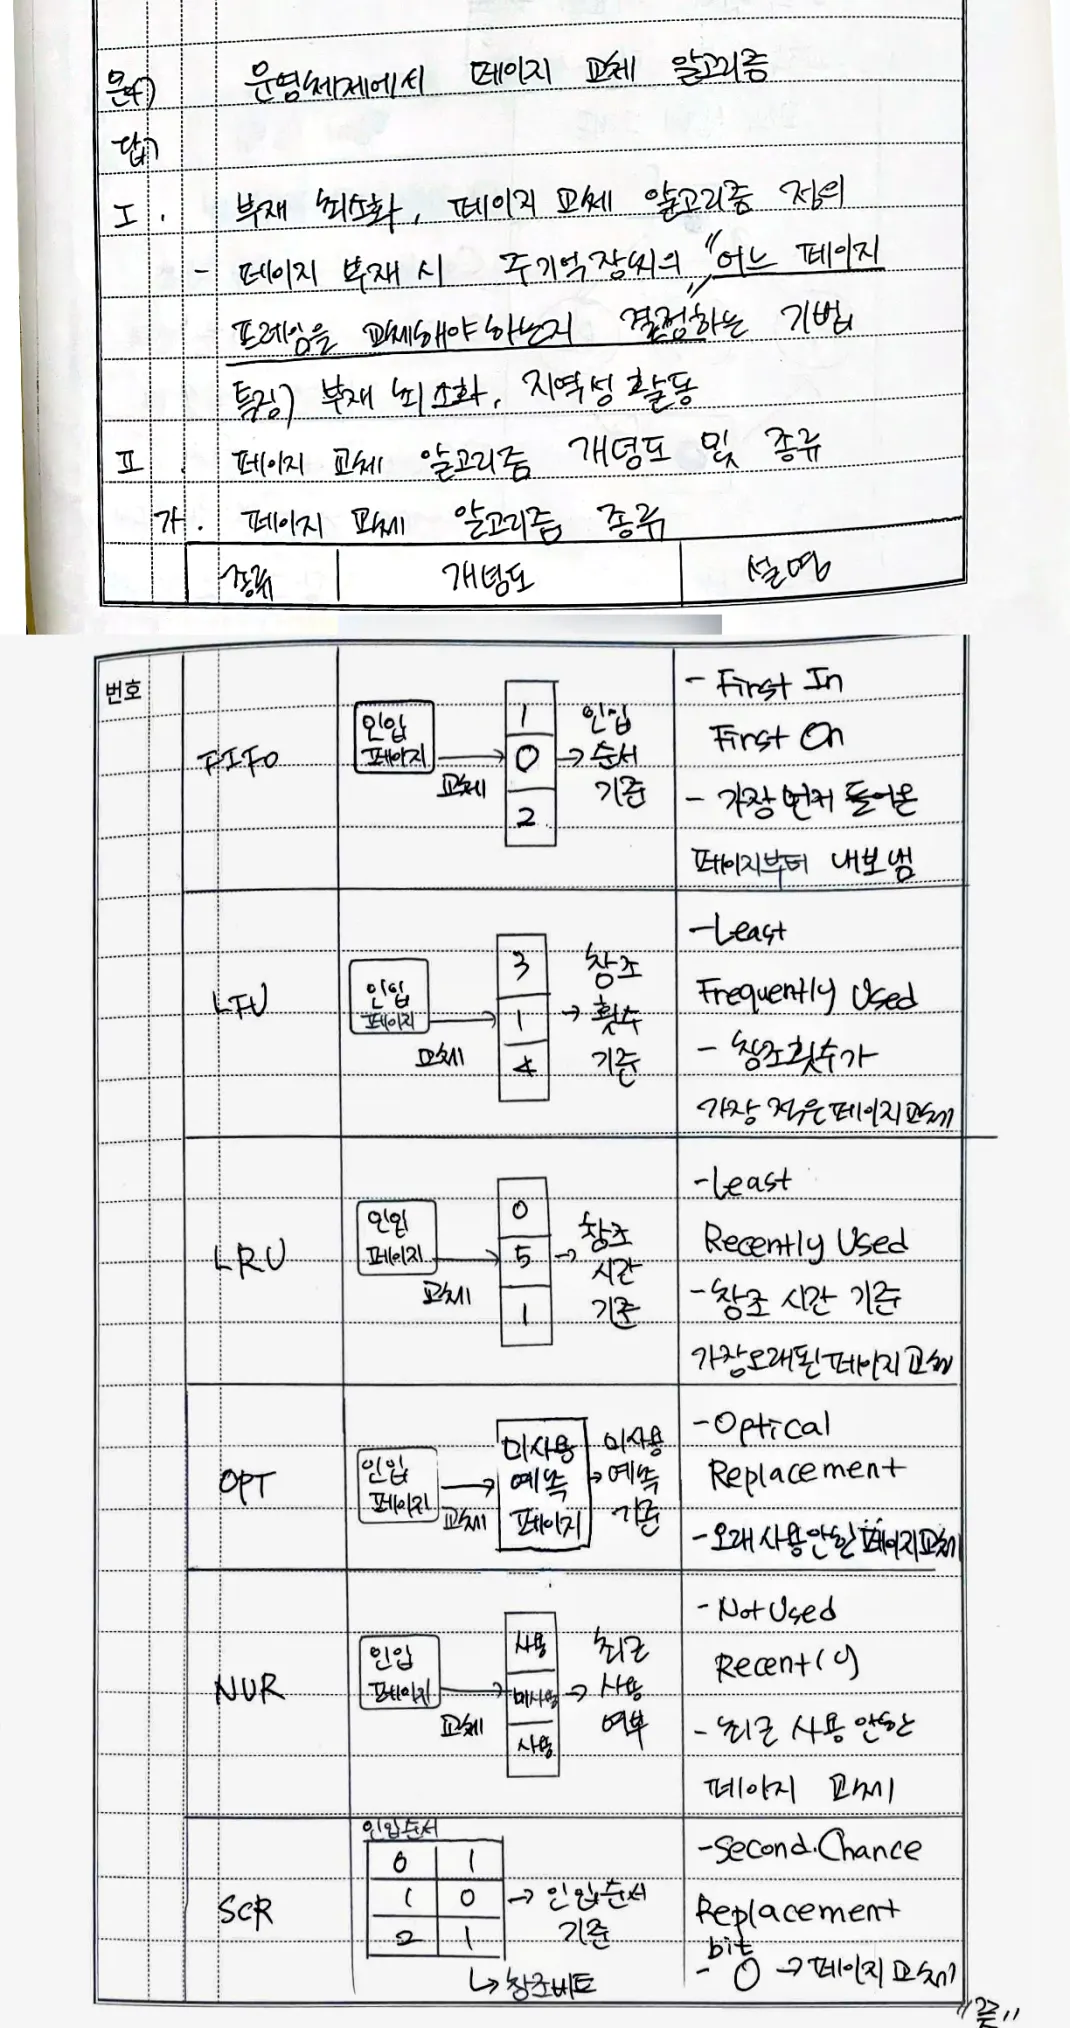 문4) 운영체제에서 페이지 교체 알고리즘
답)
I. 부재 최소화, 페이지 교체 알고리즘 정의
- 페이지 부재 시 주기억장치의 "어느 페이지
프레임을 교체해야 하는지 결정"하는 기법
특징) 부재 최소화, 지역성 활용
II. 페이지 교체 알고리즘 개념도 및 종류
가. 페이지 교체 알고리즘 종류
종류 개념도 설명
번호
FIFO
인입
페이지
교체
1
0
2
→ 인입
순서
기준
- First In
First On
- 가장 먼저 들어온
페이지부터 내보냄
LFU
인입
페이지
교체
3
1
4
→ 참조
횟수
기준
- Least
Frequently Used
- 참조횟수가
가장 적은 페이지 교체
LRU
인입
페이지
교체
0
5
1
→ 참조
시간
기준
- Least
Recently Used
- 참조 시간 기준
가장오래된 페이지 교체
OPT
인입
페이지
교체
미사용
예측
페이지
→ 미사용
예측
기준
- Optical
Replacement
- 오래 사용안한 페이지교체
NUR
인입
페이지
교체
사용
미사용
사용
→ 최근
사용
여부
- Not Used
Recent(y)
- 최근 사용 안한
페이지 교체
SCR
인입순서
0 1
1 0
2 1
→ 인입순서
기준
↳ 참조비트
- Second.Chance
Replacement
bit
- 0 → 페이지 교체
"끝"